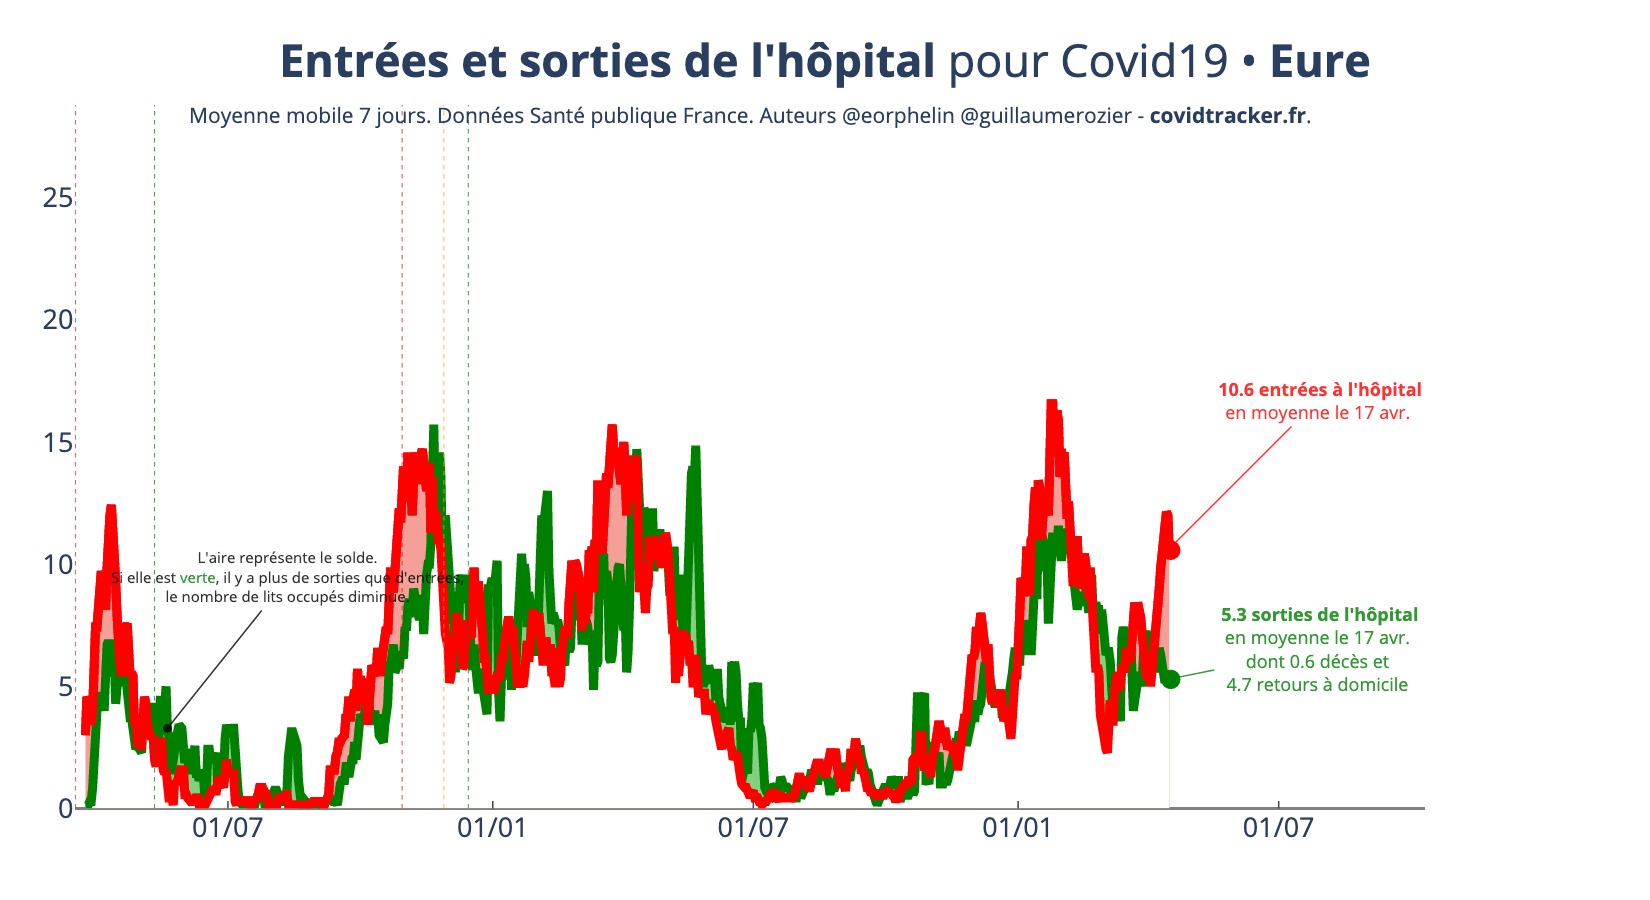 Entrées et sorties de l'hôpital pour Covid19 • Eure
Moyenne mobile 7 jours. Données Santé publique France. Auteurs @eorphelin @guillaumerozier - covidtracker.fr.
25
20
15
10
5
0
L'aire représente le solde.
Si elle est verte, il y a plus de sorties que d'entrées,
le nombre de lits occupés diminue.
10.6 entrées à l'hôpital
en moyenne le 17 avr.
5.3 sorties de l'hôpital
en moyenne le 17 avr.
dont 0.6 décès et
4.7 retours à domicile
01/07
01/01
01/07
01/01
01/07